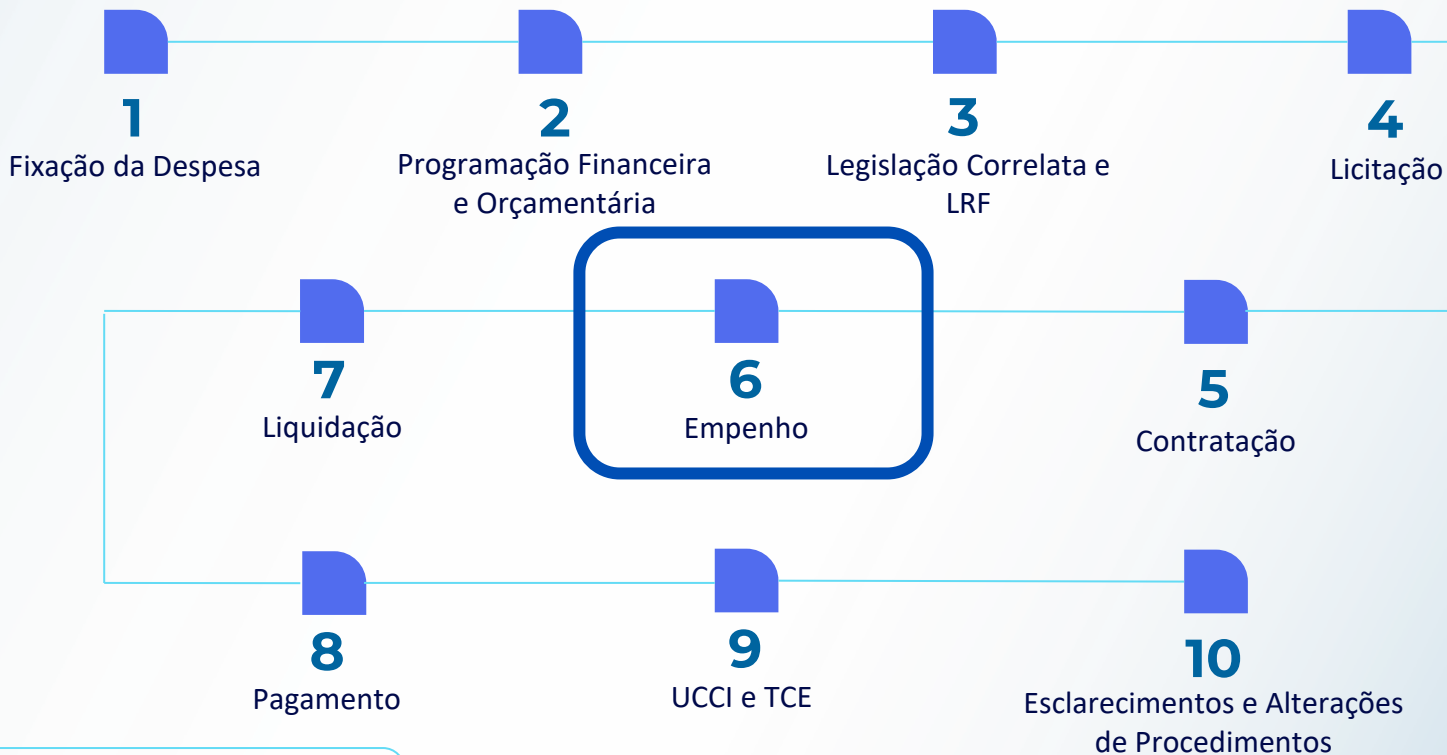 1
Fixação da Despesa
2
Programação Financeira
e Orçamentária
3
Legislação Correlata e
LRF
4
Licitação
5
Contratação
6
Empenho
7
Liquidação
8
Pagamento
9
UCCI e TCE
10
Esclarecimentos e Alterações
de Procedimentos